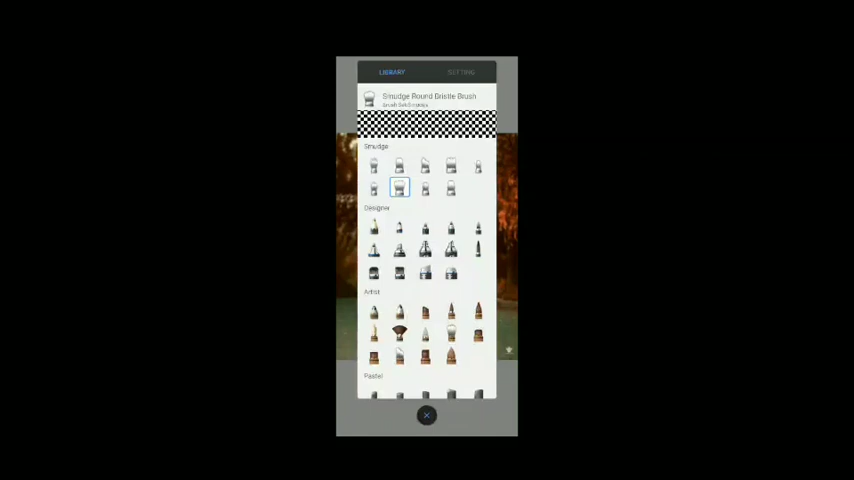 LIBRARY SETTING
Smudge Round Bristle Brush
Smudge
Designer
Artist
Pastel